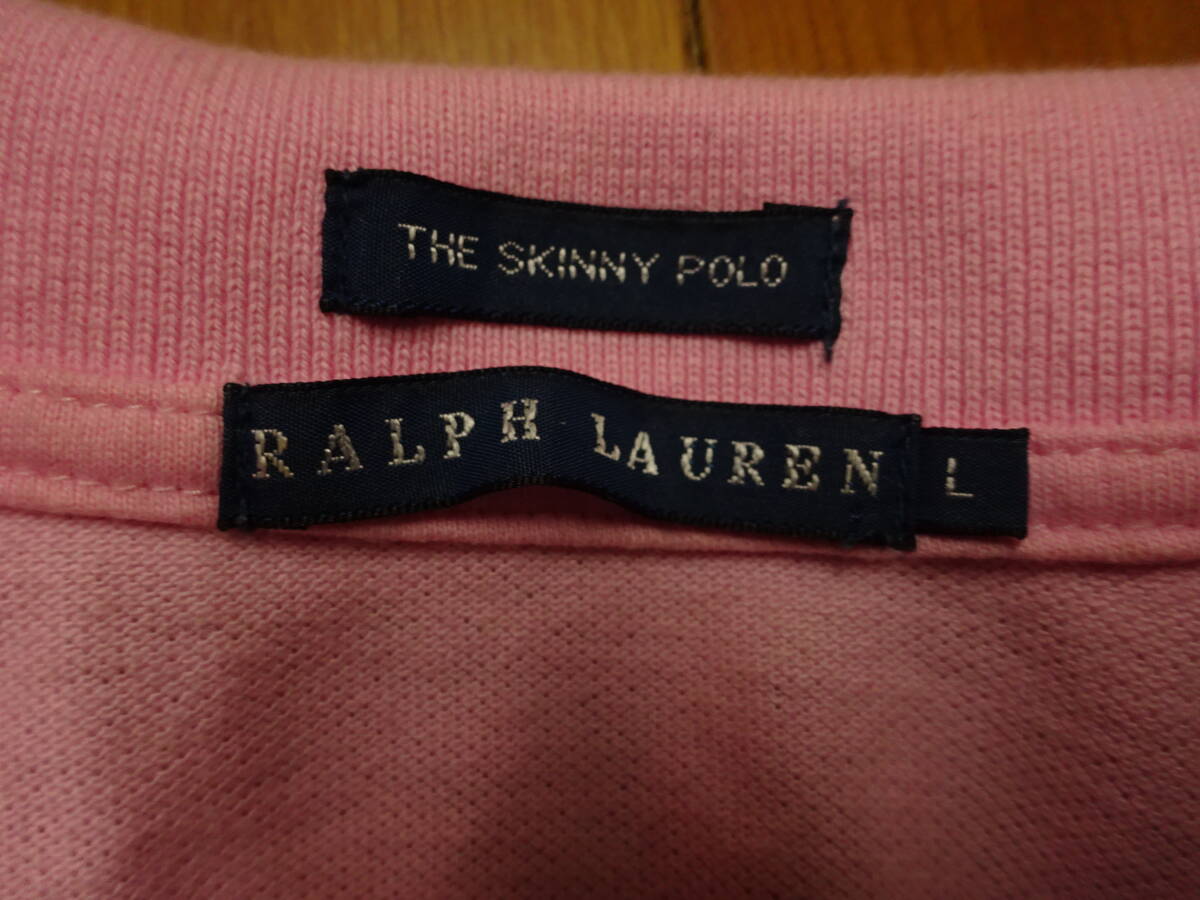 THE SKINNY POLO
RALPH LAUREN
L